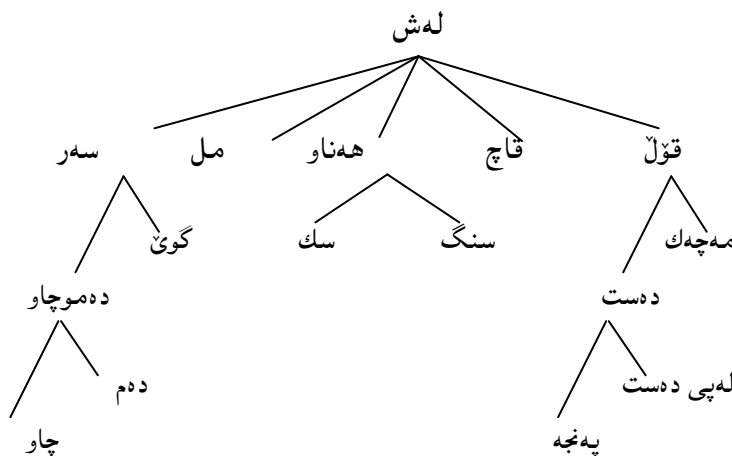 لەش
قۆڵ قاچ هەناو مل سەر
مەچەك سنگ سك گوێ
دەست دەموچاو
لەپی دەست دەم
پەنجە چاو